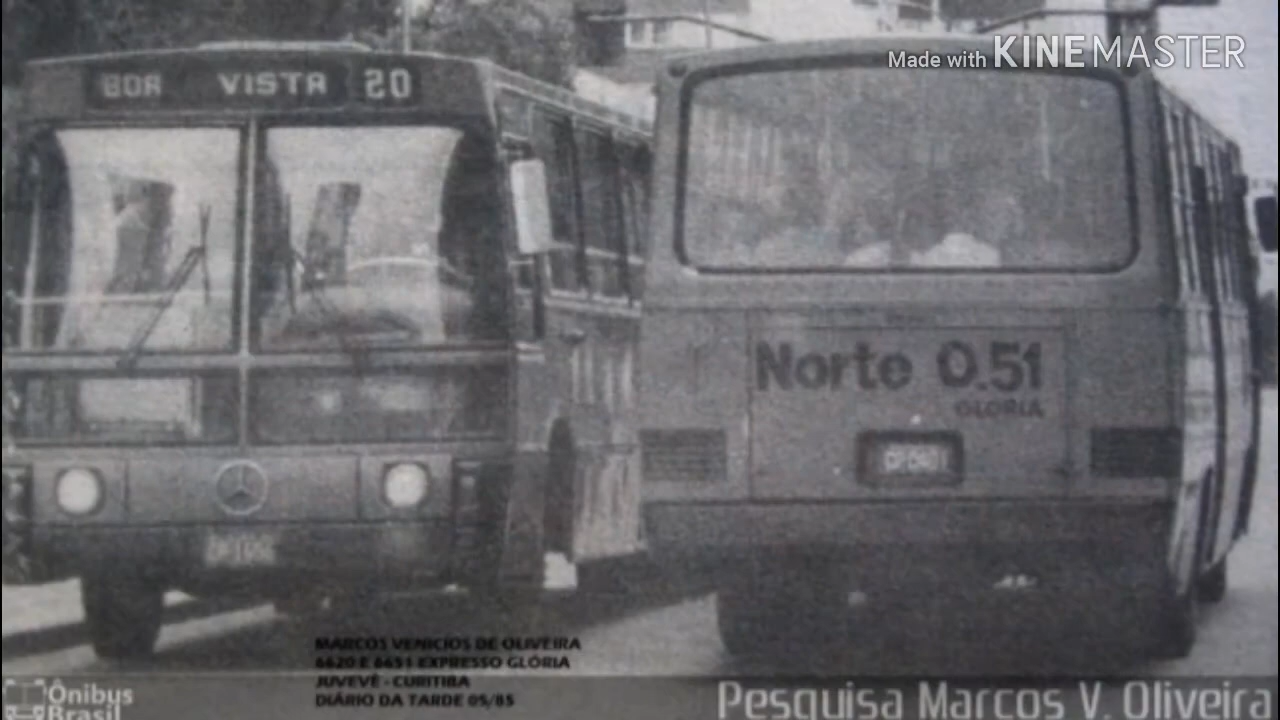 Made with KINEMASTER
BOA VISTA 20
Norte 0.51
GLORIA
MARCOS VENICIOS DE OLIVEIRA
6620 E 6651 EXPRESSO GLÓRIA
JUVEVÊ - CURITIBA
DIÁRIO DA TARDE 05/85
Ônibus
Brasil
Pesquisa Marcos V. Oliveira